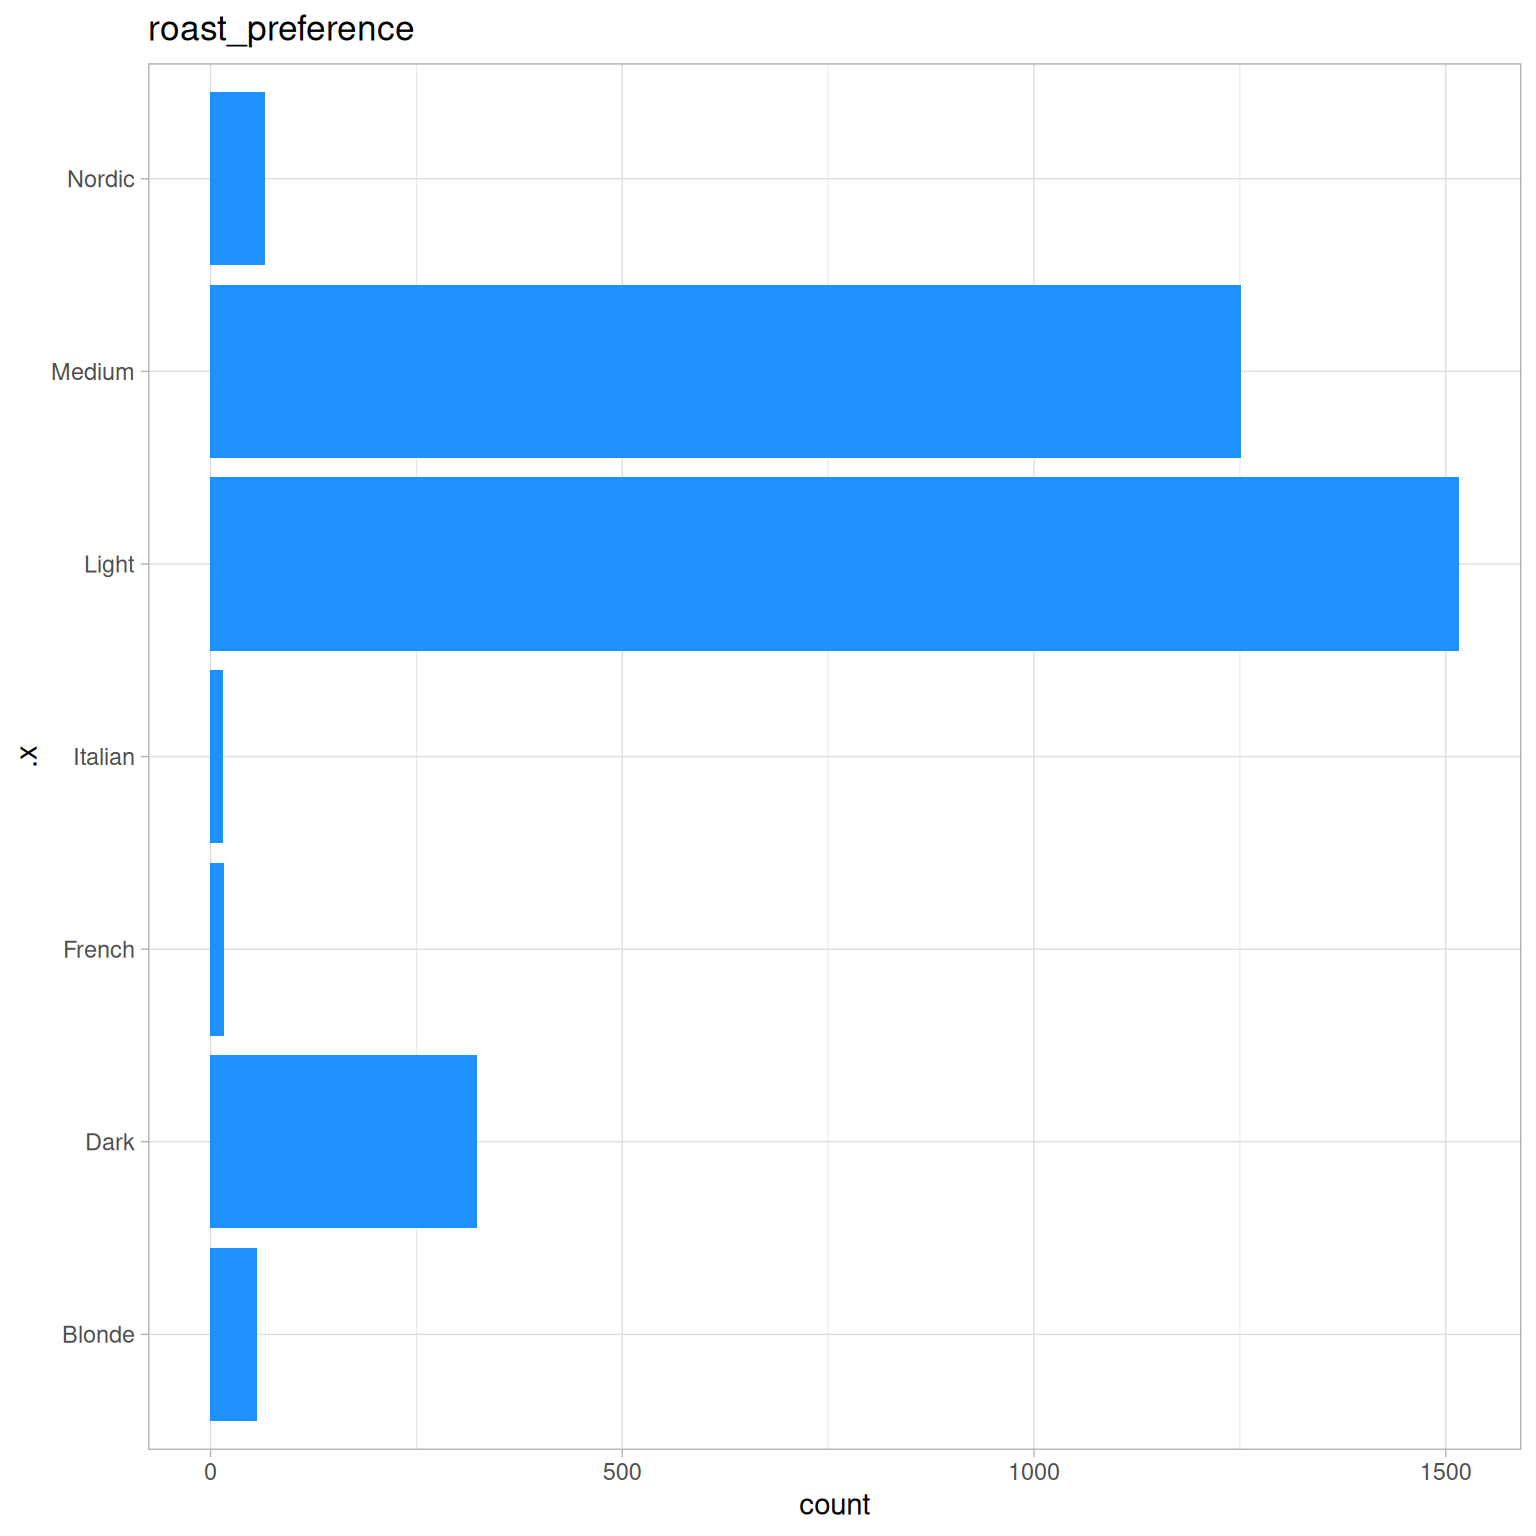 roast_preference
Nordic
Medium
Light
Italian
French
Dark
Blonde
.x
0 500 1000 1500
count